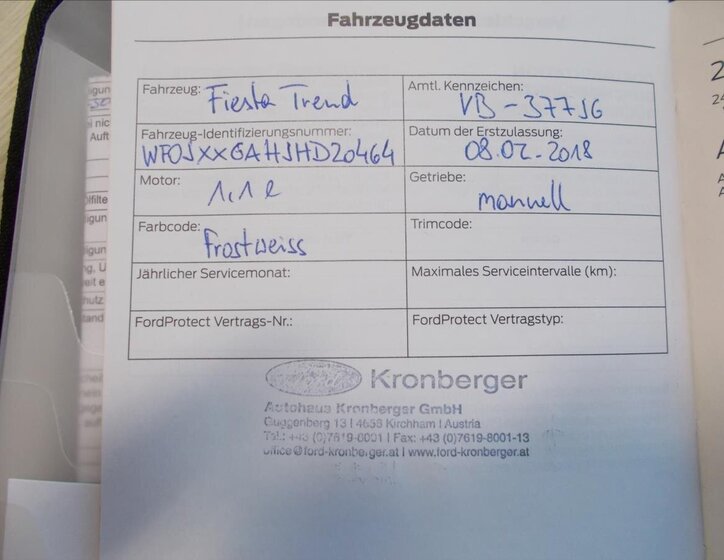 Fahrzeugdaten
Fahrzeug: Fiesta Trend
Amtl. Kennzeichen: VB-377JG
Fahrzeug-Identifizierungsnummer: WF0JXXGAHJHD20464
Datum der Erstzulassung: 08.02-2018
Motor: 1,1 l
Getriebe: manuell
Farbcode: Frostweiss
Trimcode:
Jährlicher Servicemonat:
Maximales Serviceintervalle (km):
FordProtect Vertrags-Nr.:
FordProtect Vertragstyp:
Kronberger
Autohaus Kronberger GmbH
Guggenberg 13 | 4656 Kirchham | Austria
Tel.: +43 (0)7619-8001 | Fax: +43 (0)7619-8001-13
office@ford-kronberger.at | www.ford-kronberger.at